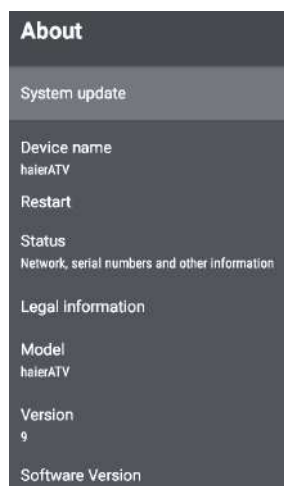 About
System update
Device name
haierATV
Restart
Status
Network, serial numbers and other information
Legal information
Model
haierATV
Version
9
Software Version